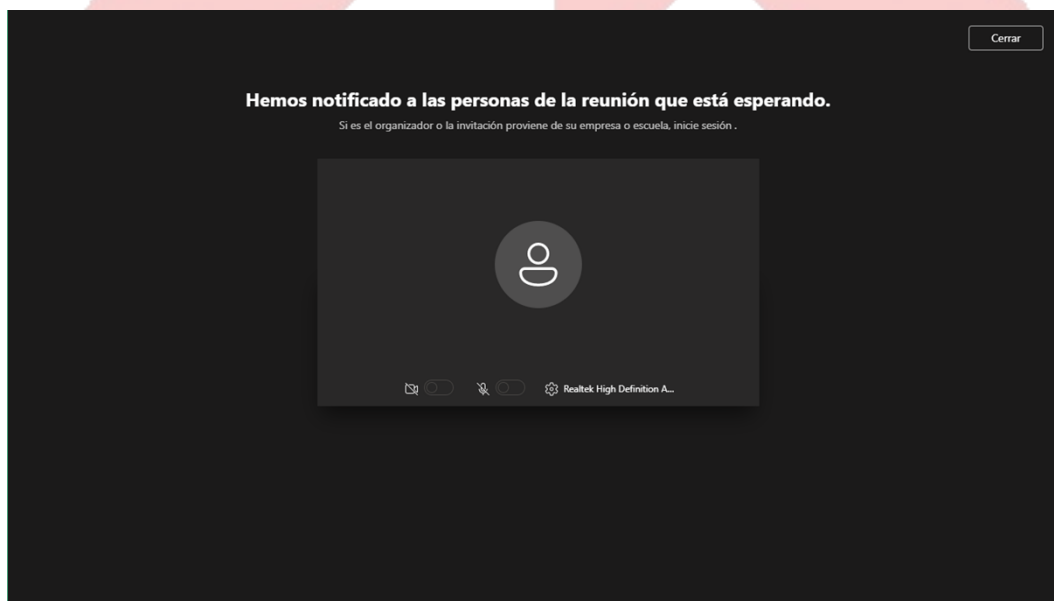 Cerrar
Hemos notificado a las personas de la reunión que está esperando.
Si es el organizador o la invitación proviene de su empresa o escuela, inicie sesión .
Realtek High Definition A...